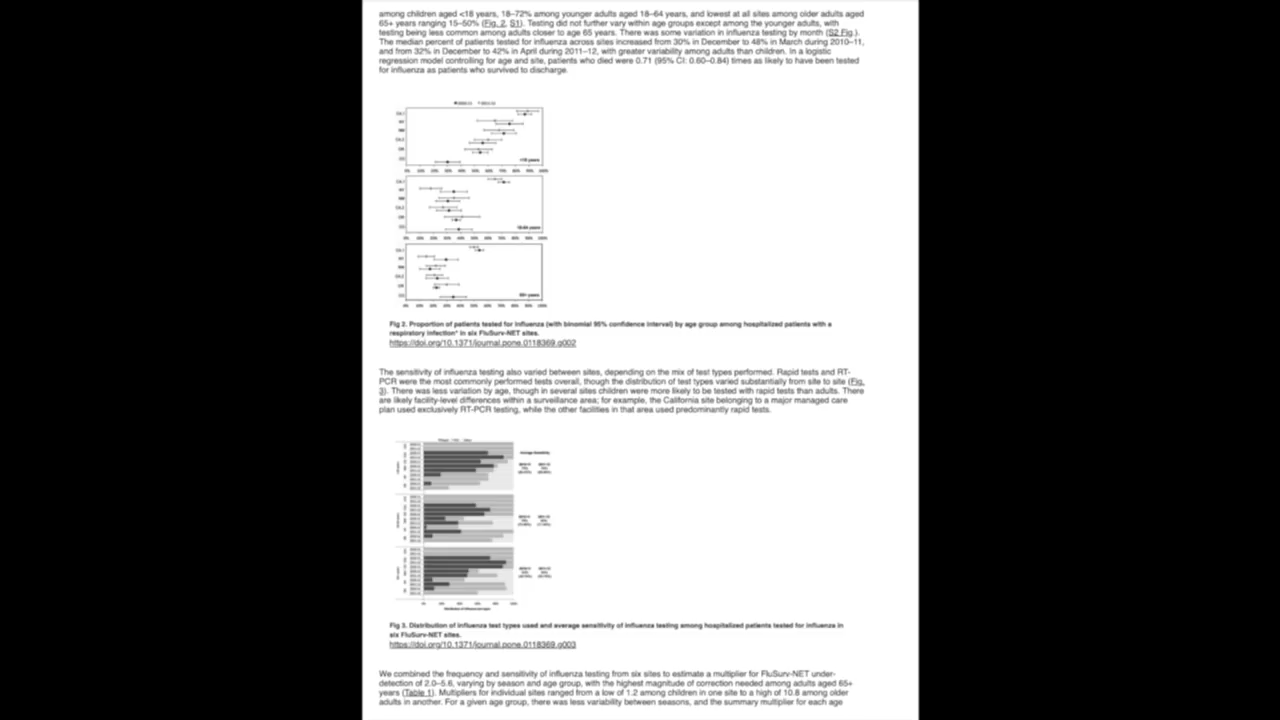 among children aged <18 years, 18–72% among younger adults aged 18–64 years, and lowest at all sites among older adults aged
65+ years ranging 15–50% (Fig. 2, S1). Testing did not further vary within age groups except among the younger adults, with
testing being less common among adults closer to age 65 years. There was some variation in influenza testing by month (S2 Fig.).
The median percent of patients tested for influenza across sites increased from 30% in December to 48% in March during 2010–11,
and from 32% in December to 42% in April during 2011–12, with greater variability among adults than children. In a logistic
regression model controlling for age and site, patients who died were 0.71 (95% CI: 0.60–0.84) times as likely to have been tested
for influenza as patients who survived to discharge.
<18 years
18-64 years
65+ years
Fig 2. Proportion of patients tested for influenza (with binomial 95% confidence interval) by age group among hospitalized patients with a
respiratory infection* in six FluSurv-NET sites.
https://doi.org/10.1371/journal.pone.0118369.g002
The sensitivity of influenza testing also varied between sites, depending on the mix of test types performed. Rapid tests and RT-
PCR were the most commonly performed tests overall, though the distribution of test types varied substantially from site to site (Fig.
3). There was less variation by age, though in several sites children were more likely to be tested with rapid tests than adults. There
are likely facility-level differences within a surveillance area; for example, the California site belonging to a major managed care
plan used exclusively RT-PCR testing, while the other facilities in that area used predominantly rapid tests.
Average Sensitivity
Fig 3. Distribution of influenza test types used and average sensitivity of influenza testing among hospitalized patients tested for influenza in
six FluSurv-NET sites.
https://doi.org/10.1371/journal.pone.0118369.g003
We combined the frequency and sensitivity of influenza testing from six sites to estimate a multiplier for FluSurv-NET under-
detection of 2.0–5.6, varying by season and age group, with the highest magnitude of correction needed among adults aged 65+
years (Table 1). Multipliers for individual sites ranged from a low of 1.2 among children in one site to a high of 10.8 among older
adults in another. For a given age group, there was less variability between seasons, and the summary multiplier for each age